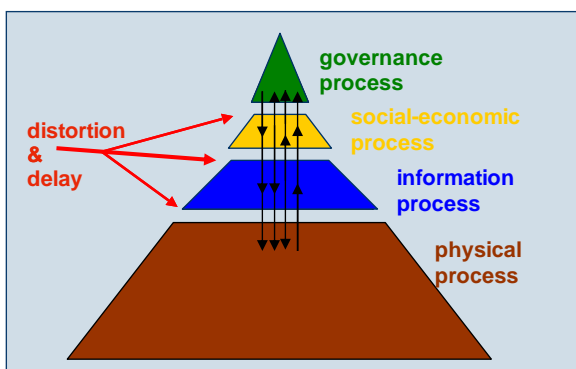 governance
process
social-economic
process
distortion
&
delay
information
process
physical
process